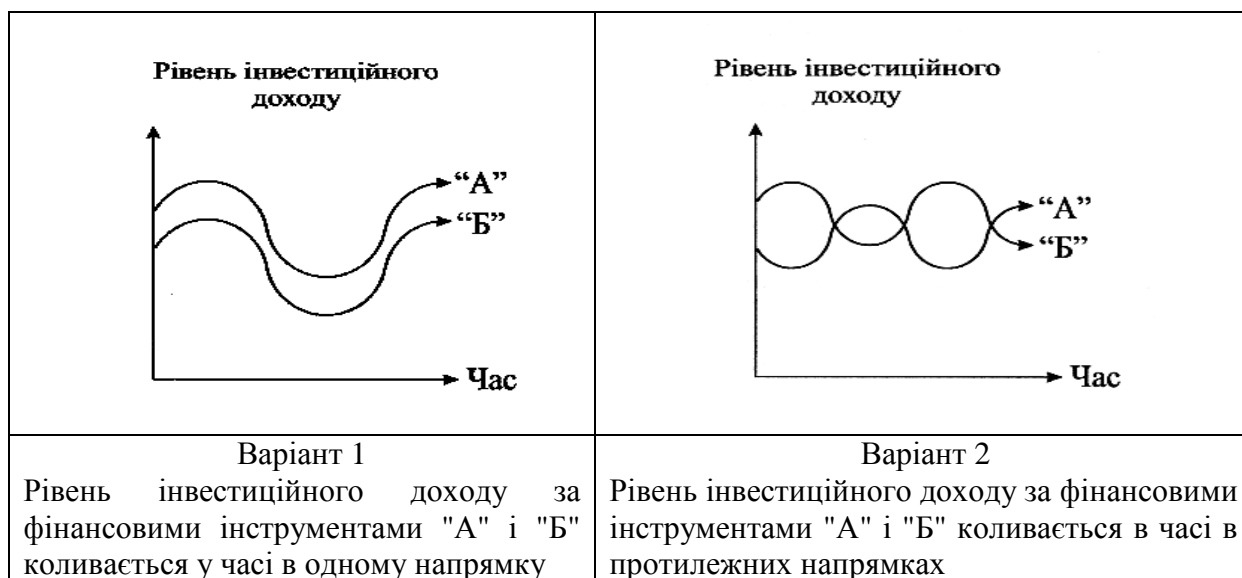 Рівень інвестиційного
доходу
“А”
“Б”
Час
Рівень інвестиційного
доходу
“А”
“Б”
Час
Варіант 1
Рівень інвестиційного доходу за
фінансовими інструментами "А" і "Б"
коливається у часі в одному напрямку
Варіант 2
Рівень інвестиційного доходу за фінансовими
інструментами "А" і "Б" коливається в часі в
протилежних напрямках